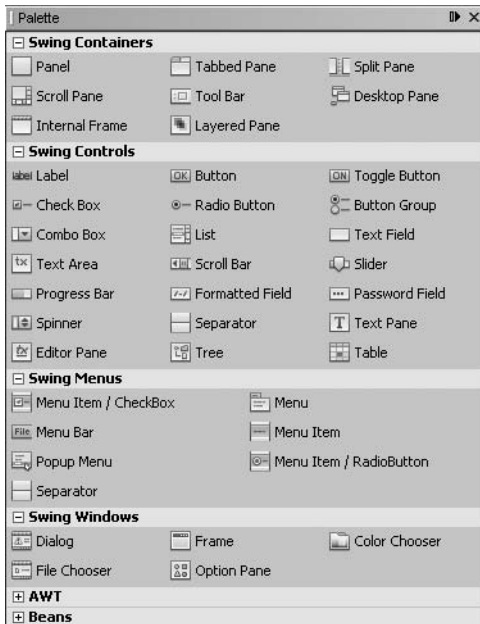 Palette
Swing Containers
Panel Tabbed Pane Split Pane
Scroll Pane Tool Bar Desktop Pane
Internal Frame Layered Pane
Swing Controls
label Label OK Button ON Toggle Button
Check Box Radio Button Button Group
Combo Box List Text Field
tx Text Area Scroll Bar Slider
Progress Bar Formatted Field Password Field
Spinner Separator T Text Pane
Editor Pane Tree Table
Swing Menus
Menu Item / CheckBox Menu
File Menu Bar Menu Item
Popup Menu Menu Item / RadioButton
Separator
Swing Windows
Dialog Frame Color Chooser
File Chooser Option Pane
AWT
Beans